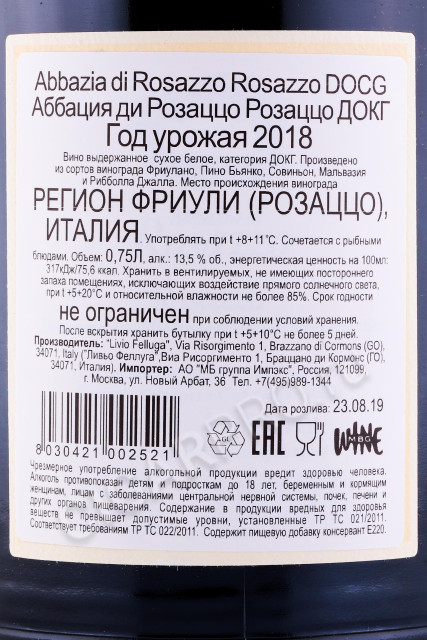 Abbazia di Rosazzo Rosazzo DOCG
Аббация ди Розаццо Розаццо ДОКГ
Год урожая 2018
Вино выдержанное сухое белое, категория ДОКГ. Произведено
из сортов винограда Фриулано, Пино Бьянко, Совиньон, Мальвазия
и Рибболла Джалла. Место происхождения винограда
РЕГИОН ФРИУЛИ (РОЗАЦЦО),
ИТАЛИЯ. Употреблять при t +8+11°С. Сочетается с рыбными
блюдами. Объем: 0,75Л, алк.: 13,5 % об., энергетическая ценность на 100мл:
317кДж/75,6 ккал. Хранить в вентилируемых, не имеющих постороннего
запаха помещениях, исключающих воздействие прямого солнечного света,
при t +5+20°С и относительной влажности не более 85%. Срок годности
не ограничен при соблюдении условий хранения.
После вскрытия хранить бутылку при t +5+10°С не более 5 дней.
Производитель: "Livio Felluga", Via Risorgimento 1, Brazzano di Cormons (GO),
34071, Italy ("Ливьо Феллуга", Виа Рисоргименто 1, Браццано ди Кормонс (ГО),
34071, Италия). Импортер: АО "МБ группа Импэкс", Россия, 121099,
г. Москва, ул. Новый Арбат, 36 Тел. +7(495)989-1344
Дата розлива: 23.08.19
8 030421 002521
GL
EAC
WINE
MBG
Чрезмерное употребление алкогольной продукции вредит здоровью человека.
Алкоголь противопоказан детям и подросткам до 18 лет, беременным и кормящим
женщинам, лицам с заболеваниями центральной нервной системы, почек, печени и
других органов пищеварения. Содержание в продукции вредных для здоровья
веществ не превышает допустимые уровни, установленные ТР ТС 021/2011.
Соответствует требованиям ТР ТС 022/2011. Содержит пищевую добавку консервант Е220.